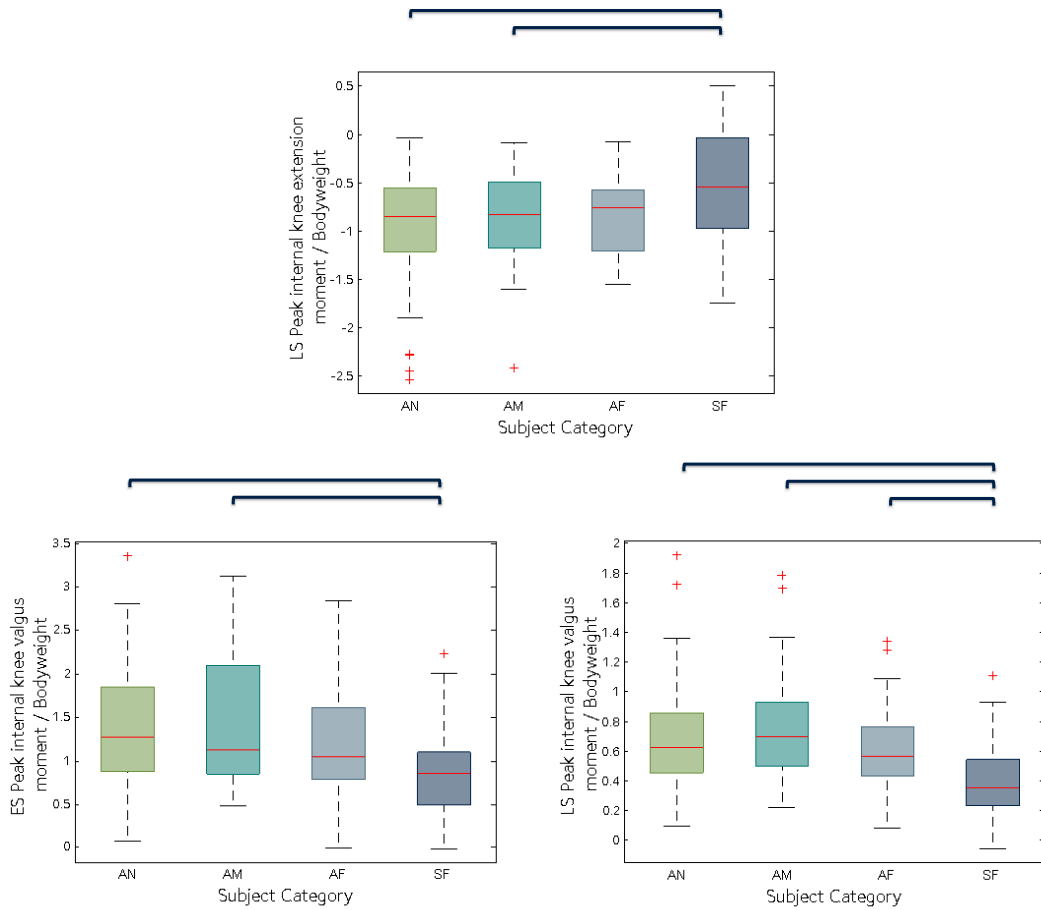 LS Peak internal knee extension
moment / Bodyweight
0.5
0
-0.5
-1
-1.5
-2
-2.5
AN AM AF SF
Subject Category
ES Peak internal knee valgus
moment / Bodyweight
3.5
3
2.5
2
1.5
1
0.5
0
AN AM AF SF
Subject Category
LS Peak internal knee valgus
moment / Bodyweight
2
1.8
1.6
1.4
1.2
1
0.8
0.6
0.4
0.2
0
AN AM AF SF
Subject Category